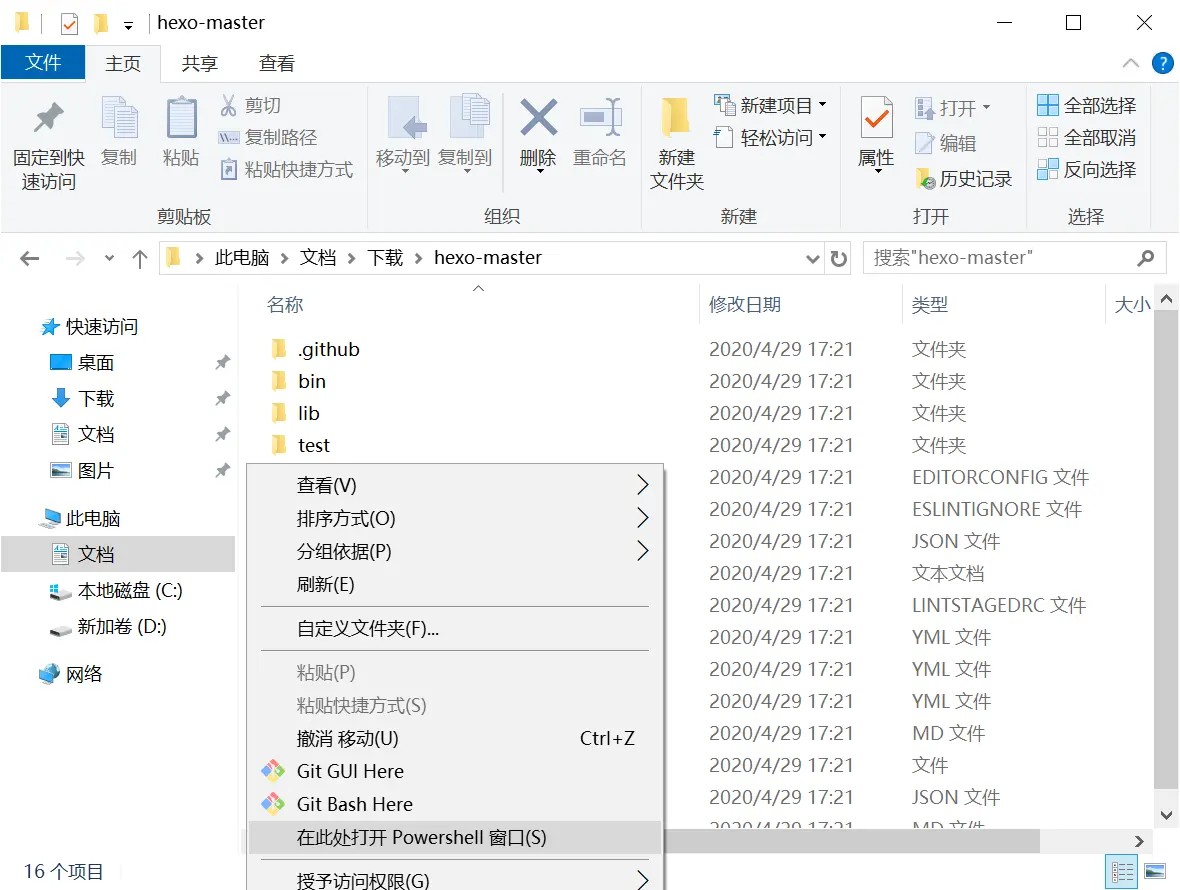 hexo-master
文件 主页 共享 查看
固定到快速访问
复制
粘贴
剪切
复制路径
粘贴快捷方式
剪贴板
移动到
复制到
删除
重命名
组织
新建
文件夹
新建项目
轻松访问
新建
属性
打开
编辑
历史记录
打开
全部选择
全部取消
反向选择
选择
此电脑 文档 下载 hexo-master
搜索"hexo-master"
快速访问
桌面
下载
文档
图片
此电脑
文档
本地磁盘 (C:)
新加卷 (D:)
网络
名称 修改日期 类型 大小
.github 2020/4/29 17:21 文件夹
bin 2020/4/29 17:21 文件夹
lib 2020/4/29 17:21 文件夹
test 2020/4/29 17:21 文件夹
2020/4/29 17:21 EDITORCONFIG 文件
2020/4/29 17:21 ESLINTIGNORE 文件
2020/4/29 17:21 JSON 文件
2020/4/29 17:21 文本文档
2020/4/29 17:21 LINTSTAGEDRC 文件
2020/4/29 17:21 YML 文件
2020/4/29 17:21 YML 文件
2020/4/29 17:21 YML 文件
2020/4/29 17:21 MD 文件
2020/4/29 17:21 文件
2020/4/29 17:21 JSON 文件
2020/4/29 17:21 MD 文件
查看(V)
排序方式(O)
分组依据(P)
刷新(E)
自定义文件夹(F)...
粘贴(P)
粘贴快捷方式(S)
撤消 移动(U) Ctrl+Z
Git GUI Here
Git Bash Here
在此处打开 Powershell 窗口(S)
授予访问权限(G)
16 个项目